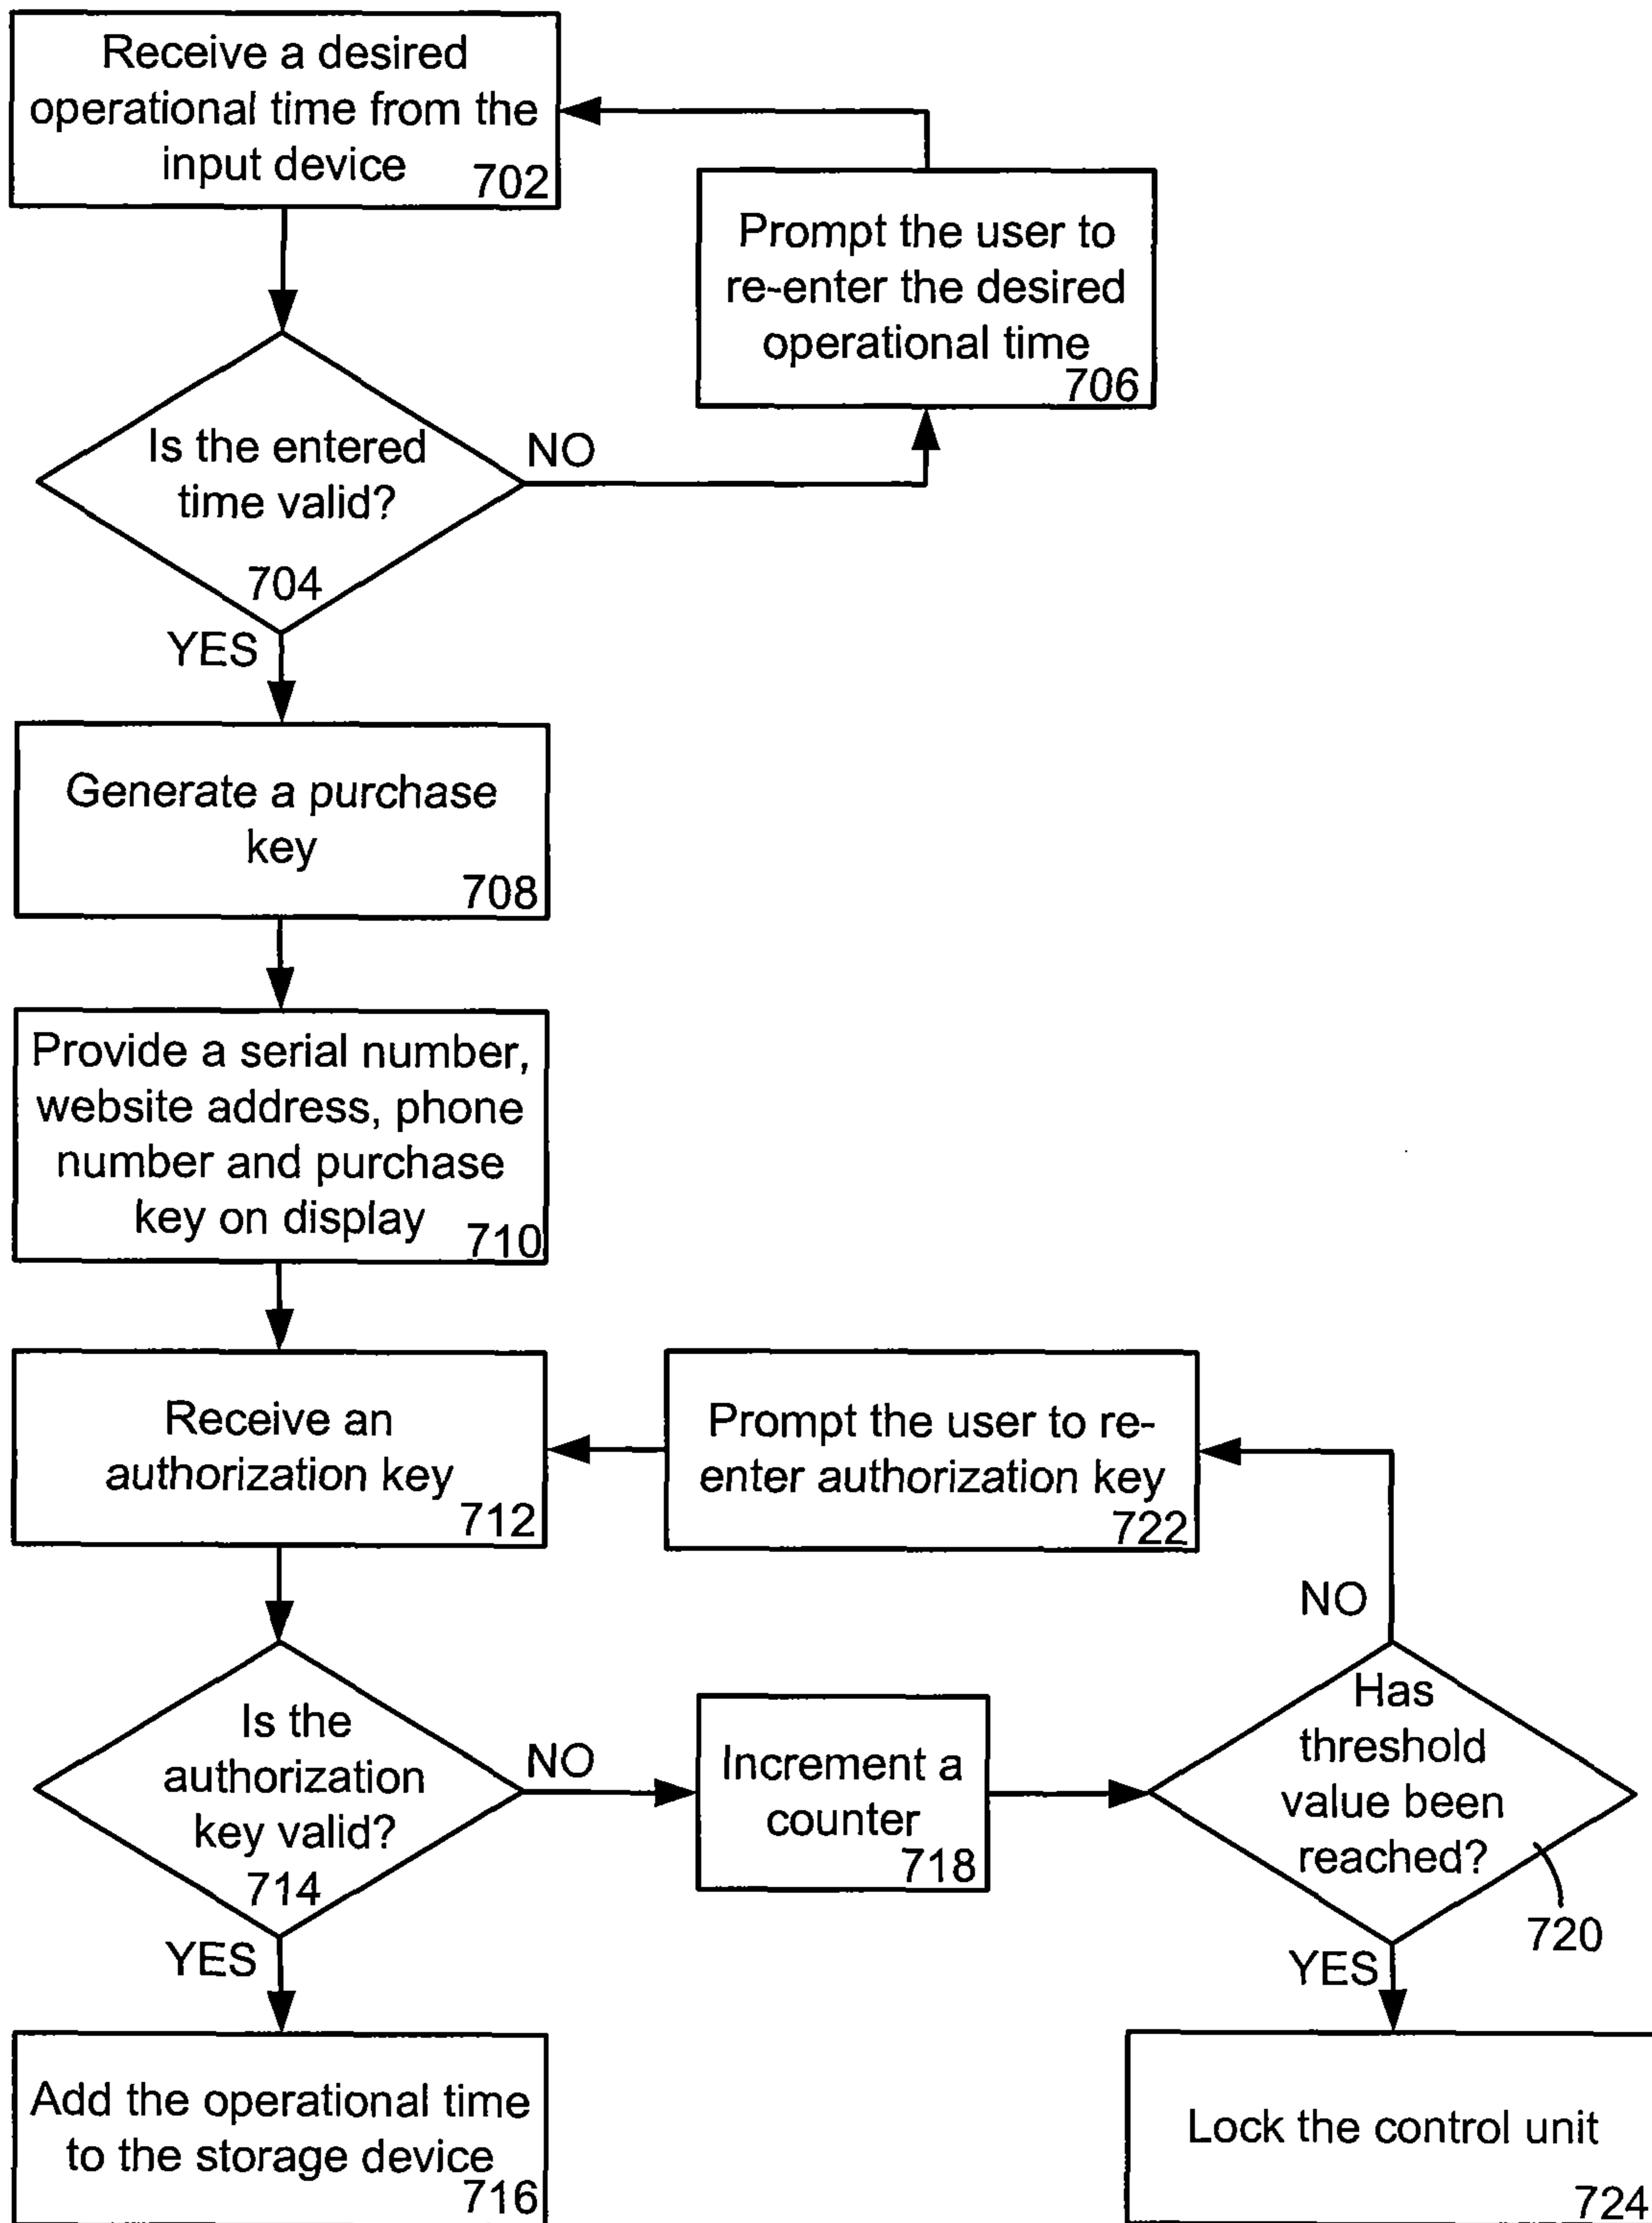 Receive a desired
operational time from the
input device
702
Prompt the user to
re-enter the desired
operational time
706
Is the entered
time valid?
704
NO
YES
Generate a purchase
key
708
Provide a serial number,
website address, phone
number and purchase
key on display
710
Receive an
authorization key
712
Prompt the user to re-
enter authorization key
722
NO
Is the
authorization
key valid?
714
NO
Increment a
counter
718
Has
threshold
value been
reached?
720
YES
YES
Add the operational time
to the storage device
716
Lock the control unit
724